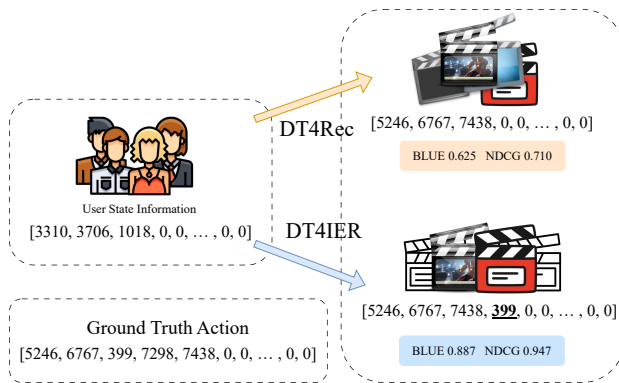 DT4Rec
[5246, 6767, 7438, 0, 0, … , 0, 0]
BLUE 0.625 NDCG 0.710
User State Information
[3310, 3706, 1018, 0, 0, … , 0, 0]
DT4IER
[5246, 6767, 7438, 399, 0, 0, … , 0, 0]
BLUE 0.887 NDCG 0.947
Ground Truth Action
[5246, 6767, 399, 7298, 7438, 0, 0, … , 0, 0]